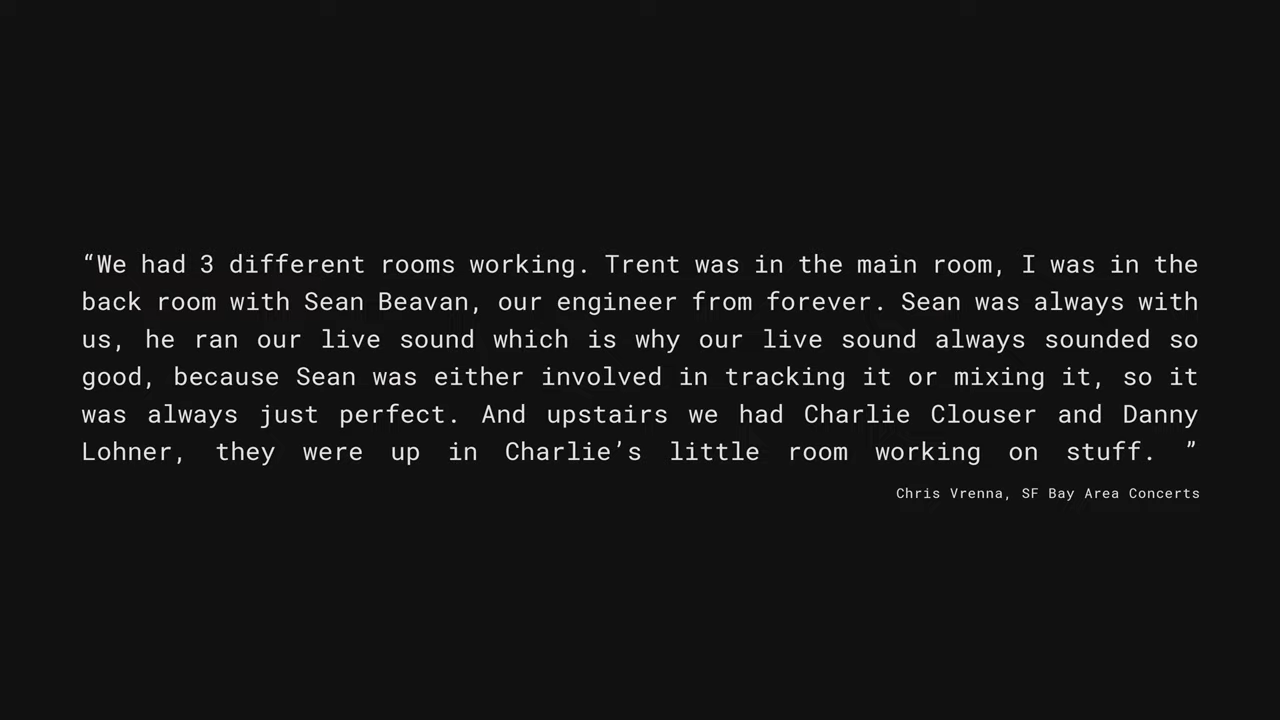 “We had 3 different rooms working. Trent was in the main room, I was in the
back room with Sean Beavan, our engineer from forever. Sean was always with
us, he ran our live sound which is why our live sound always sounded so
good, because Sean was either involved in tracking it or mixing it, so it
was always just perfect. And upstairs we had Charlie Clouser and Danny
Lohner, they were up in Charlie’s little room working on stuff. ”
Chris Vrenna, SF Bay Area Concerts